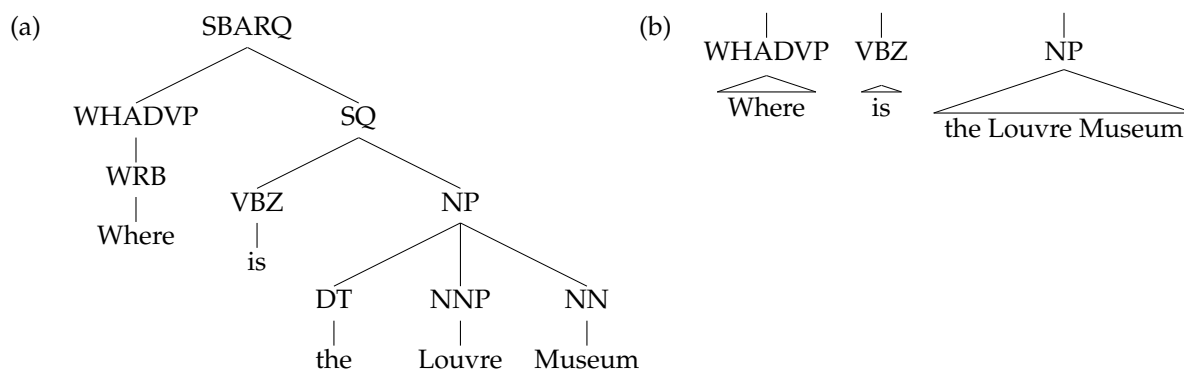 (a)
SBARQ
WHADVP SQ
WRB
VBZ NP
Where
is
DT NNP NN
the Louvre Museum
(b)
WHADVP VBZ NP
Where is the Louvre Museum